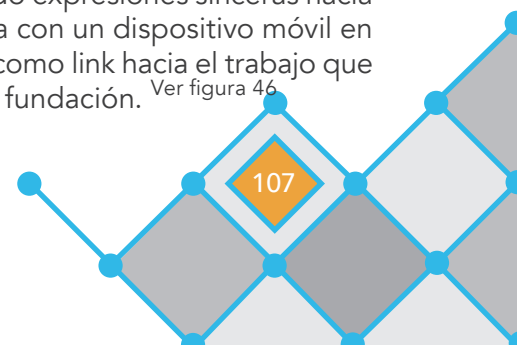 expresiones sinceras hacia
con un dispositivo móvil en
como link hacia el trabajo que
fundación. Ver figura 46
107